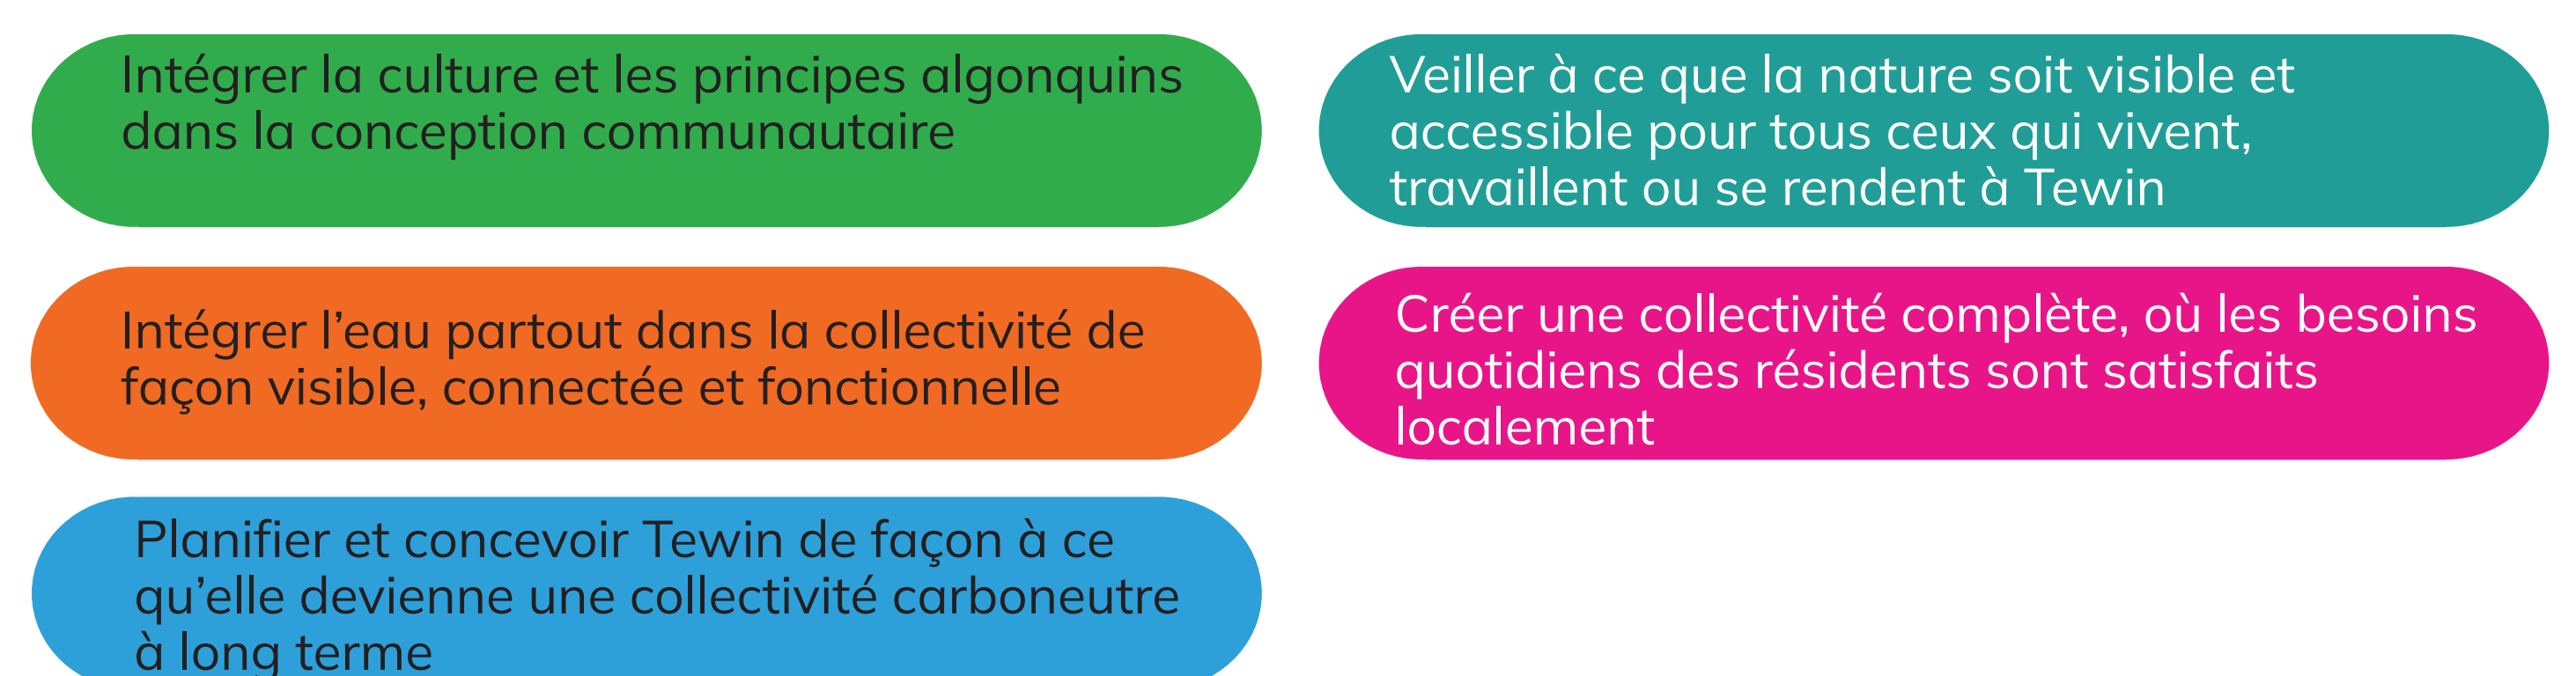 Intégrer la culture et les principes algonquins
dans la conception communautaire
Veiller à ce que la nature soit visible et
accessible pour tous ceux qui vivent,
travaillent ou se rendent à Tewin
Intégrer l’eau partout dans la collectivité de
façon visible, connectée et fonctionnelle
Créer une collectivité complète, où les besoins
quotidiens des résidents sont satisfaits
localement
Planifier et concevoir Tewin de façon à ce
qu’elle devienne une collectivité carboneutre
à long terme